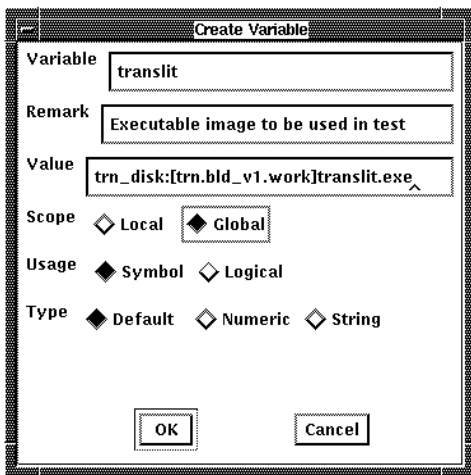 Create Variable
Variable translit
Remark Executable image to be used in test
Value trn_disk:[trn.bld_v1.work]translit.exe
Scope Local Global
Usage Symbol Logical
Type Default Numeric String
OK Cancel